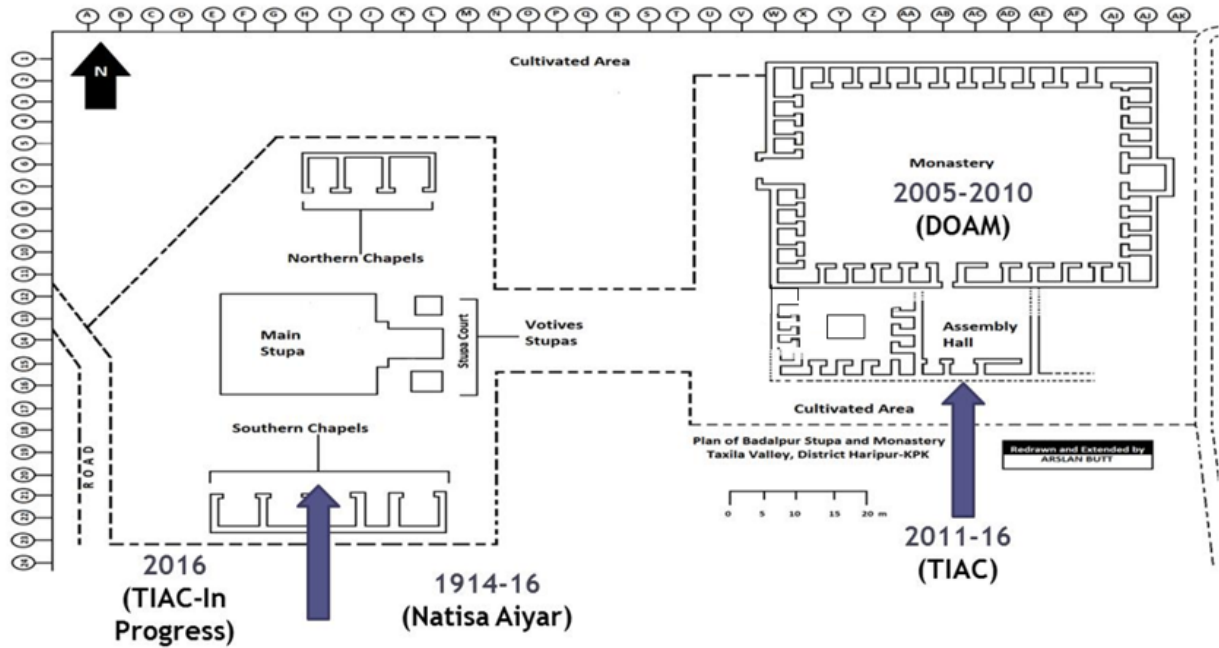 A B C D E F G H I J K L M N O P Q R S T U V W X Y Z AA AB AC AD AE AF AI AJ AK
N
1
2
3
4
5
6
7
8
9
10
11
12
13
14
15
16
17
18
19
20
21
22
23
24
Cultivated Area
Monastery
2005-2010
(DOAM)
Northern Chapels
Main
Stupa
Stupa Court
Votives
Stupas
Assembly
Hall
Southern Chapels
Cultivated Area
ROAD
Plan of Badalpur Stupa and Monastery
Taxila Valley, District Haripur-KPK
Redrawn and Extended by
ARSLAN BUTT
0 5 10 15 20 m
2011-16
(TIAC)
2016
(TIAC-In
Progress)
1914-16
(Natisa Aiyar)